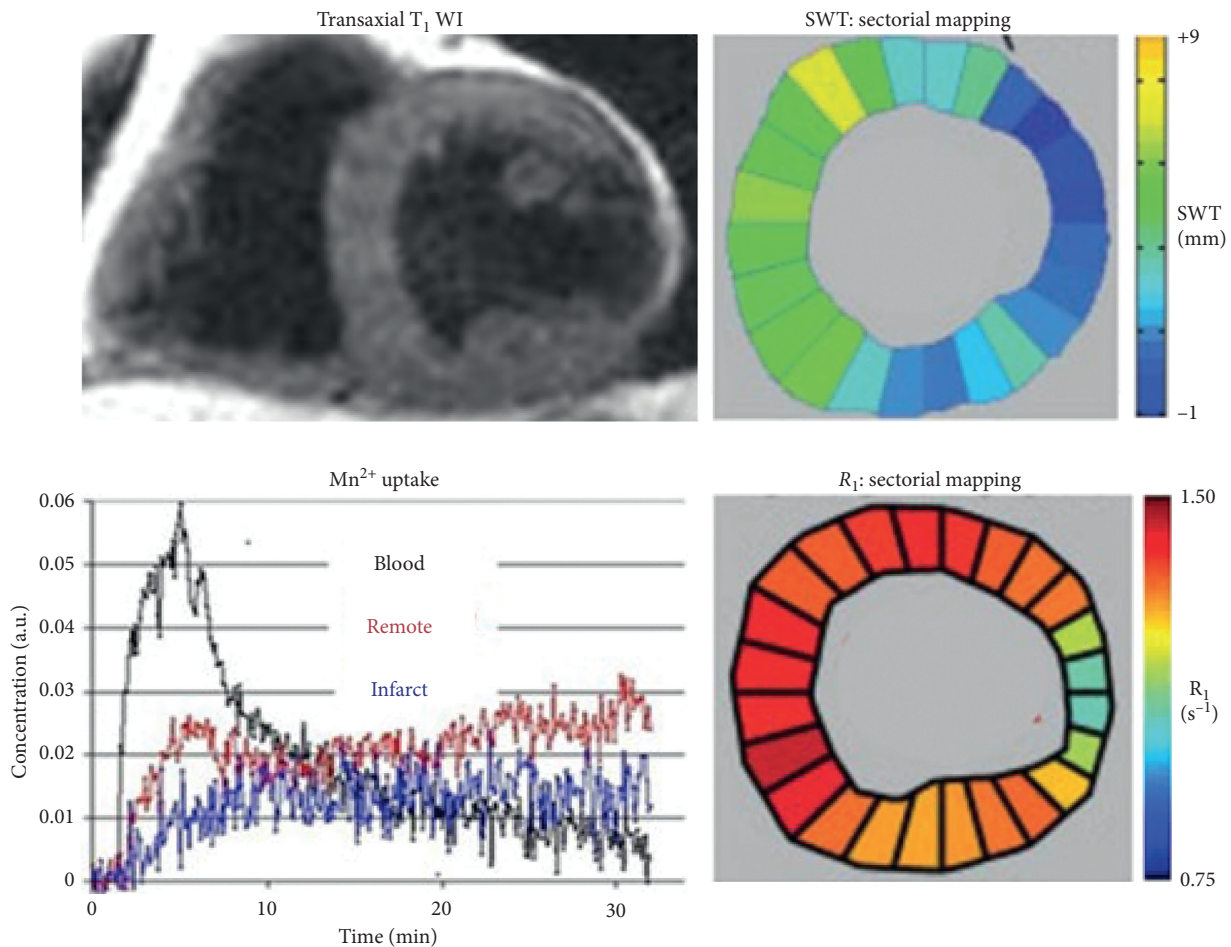 Transaxial T₁ WI
SWT: sectorial mapping
+9
SWT
(mm)
–1
Mn²⁺ uptake
Concentration (a.u.)
0.06
0.05
0.04
0.03
0.02
0.01
0
Blood
Remote
Infarct
0
10
20
30
Time (min)
R₁: sectorial mapping
1.50
R₁
(s⁻¹)
0.75